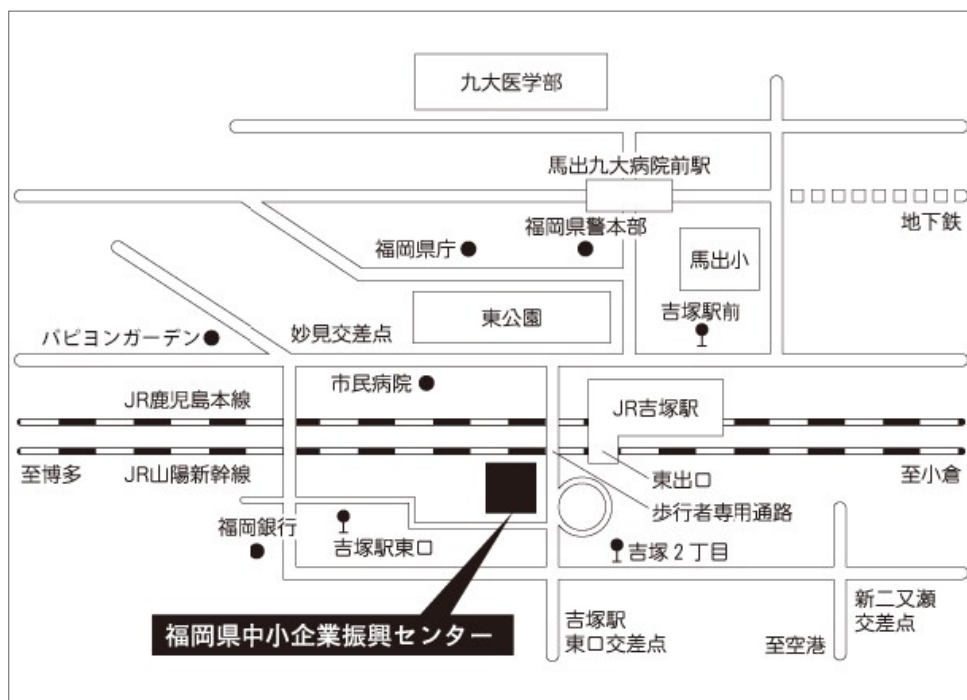 九大医学部
馬出九大病院前駅
地下鉄
福岡県警本部
福岡県庁
馬出小
東公園
吉塚駅前
パピヨンガーデン
妙見交差点
市民病院
JR鹿児島本線
JR吉塚駅
至博多
JR山陽新幹線
東出口
至小倉
歩行者専用通路
福岡銀行
吉塚駅東口
吉塚2丁目
福岡県中小企業振興センター
吉塚駅
東口交差点
新二又瀬
交差点
至空港